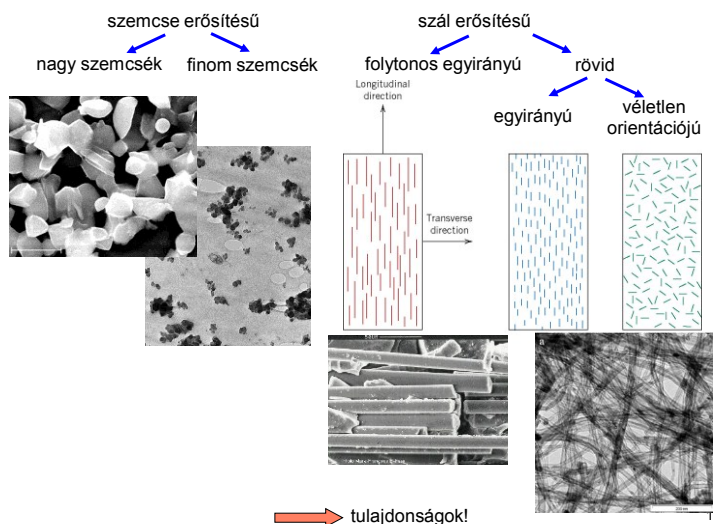 szemcse erősítésű
szál erősítésű
nagy szemcsék
finom szemcsék
folytonos egyirányú
rövid
Longitudinal
direction
egyirányú
véletlen
orientációjú
Transverse
direction
a
tulajdonságok!